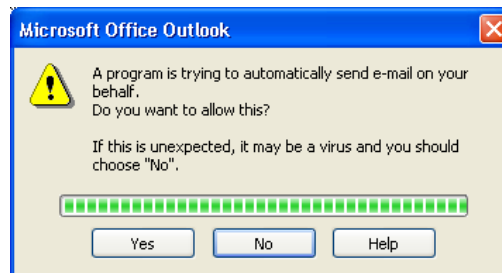 Microsoft Office Outlook
A program is trying to automatically send e-mail on your
behalf.
Do you want to allow this?
If this is unexpected, it may be a virus and you should
choose "No".
Yes No Help